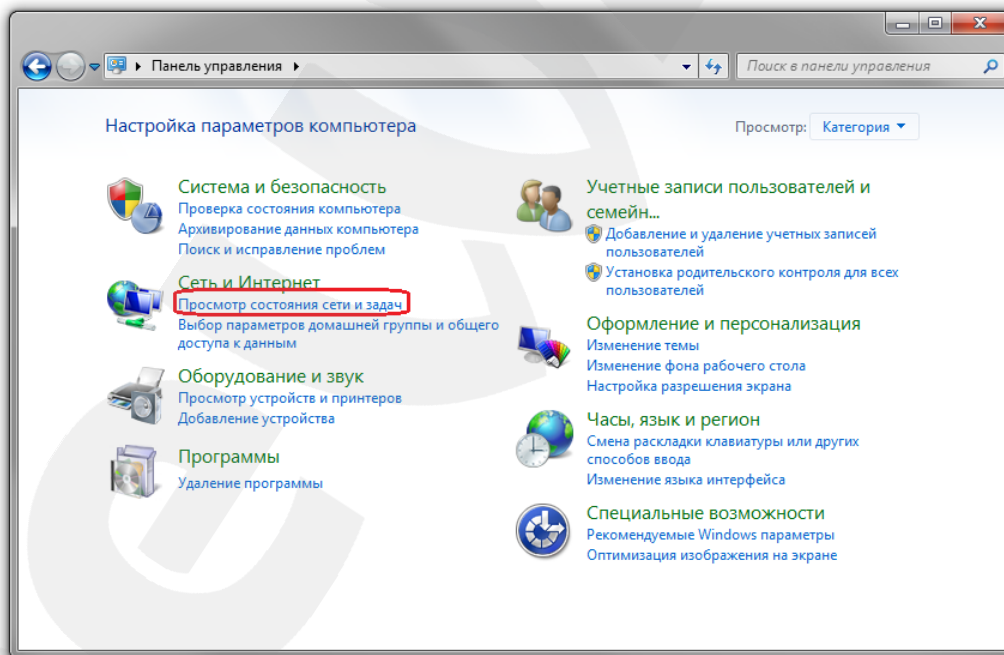 Панель управления
Поиск в панели управления
Настройка параметров компьютера
Просмотр: Категория
Система и безопасность
Проверка состояния компьютера
Архивирование данных компьютера
Поиск и исправление проблем
Сеть и Интернет
Просмотр состояния сети и задач
Выбор параметров домашней группы и общего
доступа к данным
Оборудование и звук
Просмотр устройств и принтеров
Добавление устройства
Программы
Удаление программы
Учетные записи пользователей и
семейн...
Добавление и удаление учетных записей
пользователей
Установка родительского контроля для всех
пользователей
Оформление и персонализация
Изменение темы
Изменение фона рабочего стола
Настройка разрешения экрана
Часы, язык и регион
Смена раскладки клавиатуры или других
способов ввода
Изменение языка интерфейса
Специальные возможности
Рекомендуемые Windows параметры
Оптимизация изображения на экране